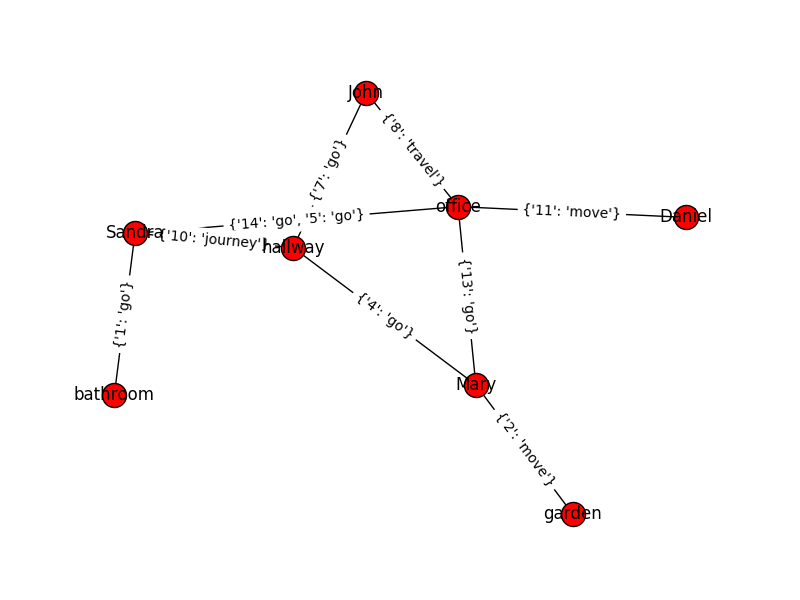 John
{'8': 'travel'}
{'7': 'go'}
office
{'11': 'move'}
Daniel
{'14': 'go', '5': 'go'}
Sandra
{'10': 'journey'}
hallway
{'13': 'go'}
{'1': 'go'}
{'4': 'go'}
Mary
bathroom
{'2': 'move'}
garden